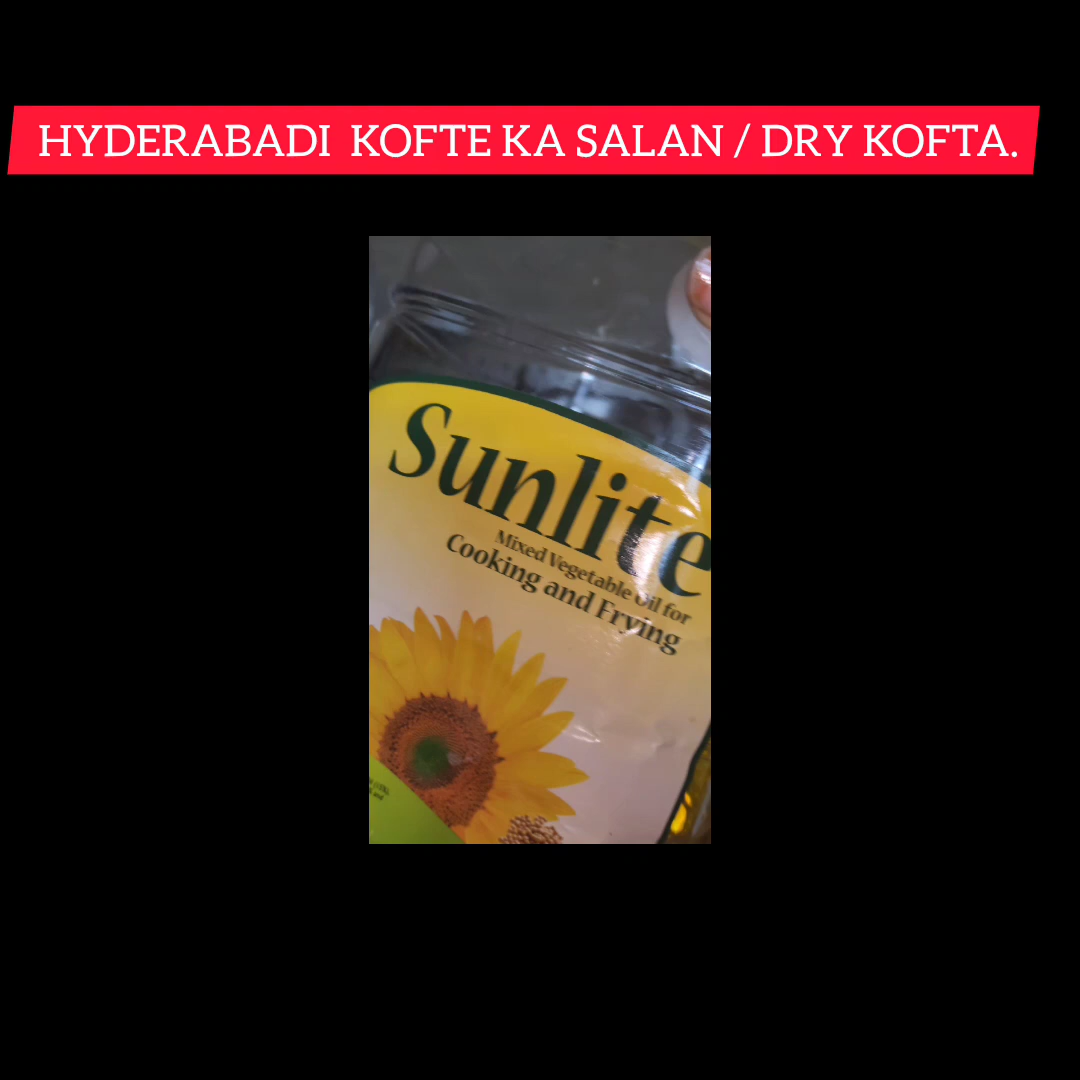 HYDERABADI KOFTE KA SALAN / DRY KOFTA.
Sunlite
Mixed Vegetable Oil for
Cooking and Frying